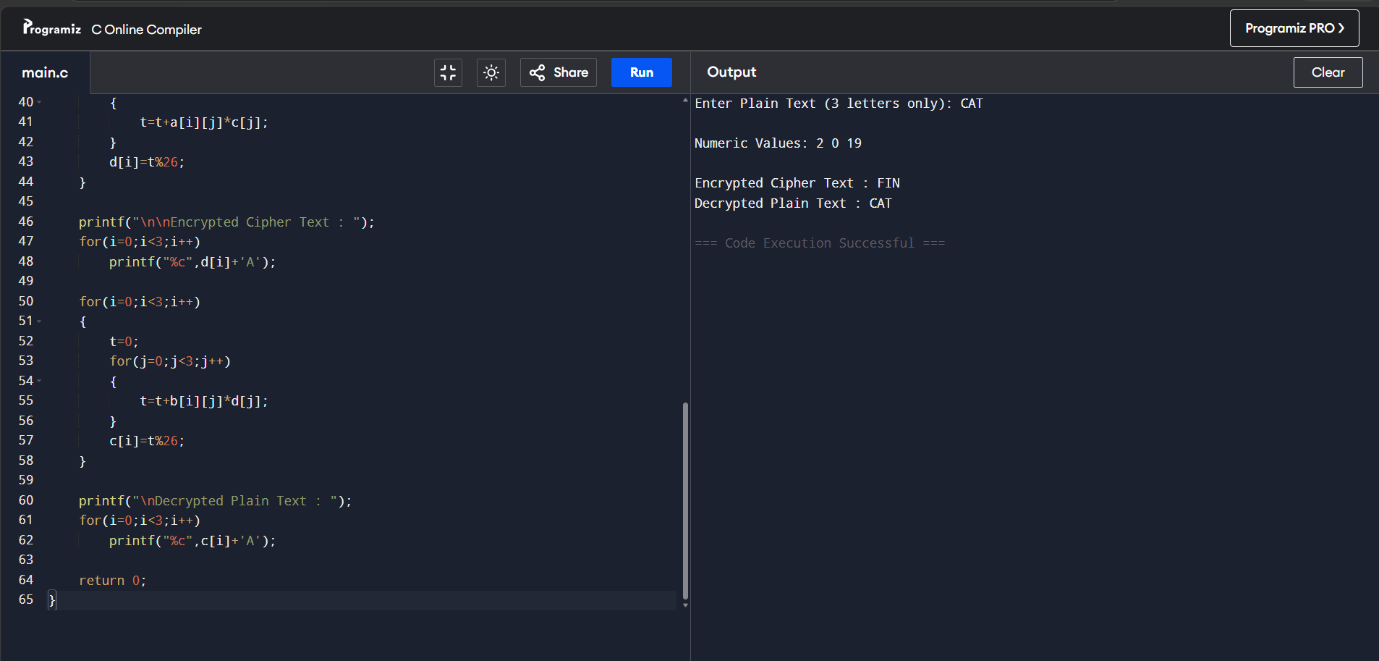 Programiz C Online Compiler
Programiz PRO >
main.c
Share
Run
Output
Clear
40 {
41 t=t+a[i][j]*c[j];
42 }
43 d[i]=t%26;
44 }
45
46 printf("\n\nEncrypted Cipher Text : ");
47 for(i=0;i<3;i++)
48 printf("%c",d[i]+'A');
49
50 for(i=0;i<3;i++)
51 {
52 t=0;
53 for(j=0;j<3;j++)
54 {
55 t=t+b[i][j]*d[j];
56 }
57 c[i]=t%26;
58 }
59
60 printf("\nDecrypted Plain Text : ");
61 for(i=0;i<3;i++)
62 printf("%c",c[i]+'A');
63
64 return 0;
65 }
Enter Plain Text (3 letters only): CAT
Numeric Values: 2 0 19
Encrypted Cipher Text : FIN
Decrypted Plain Text : CAT
=== Code Execution Successful ===